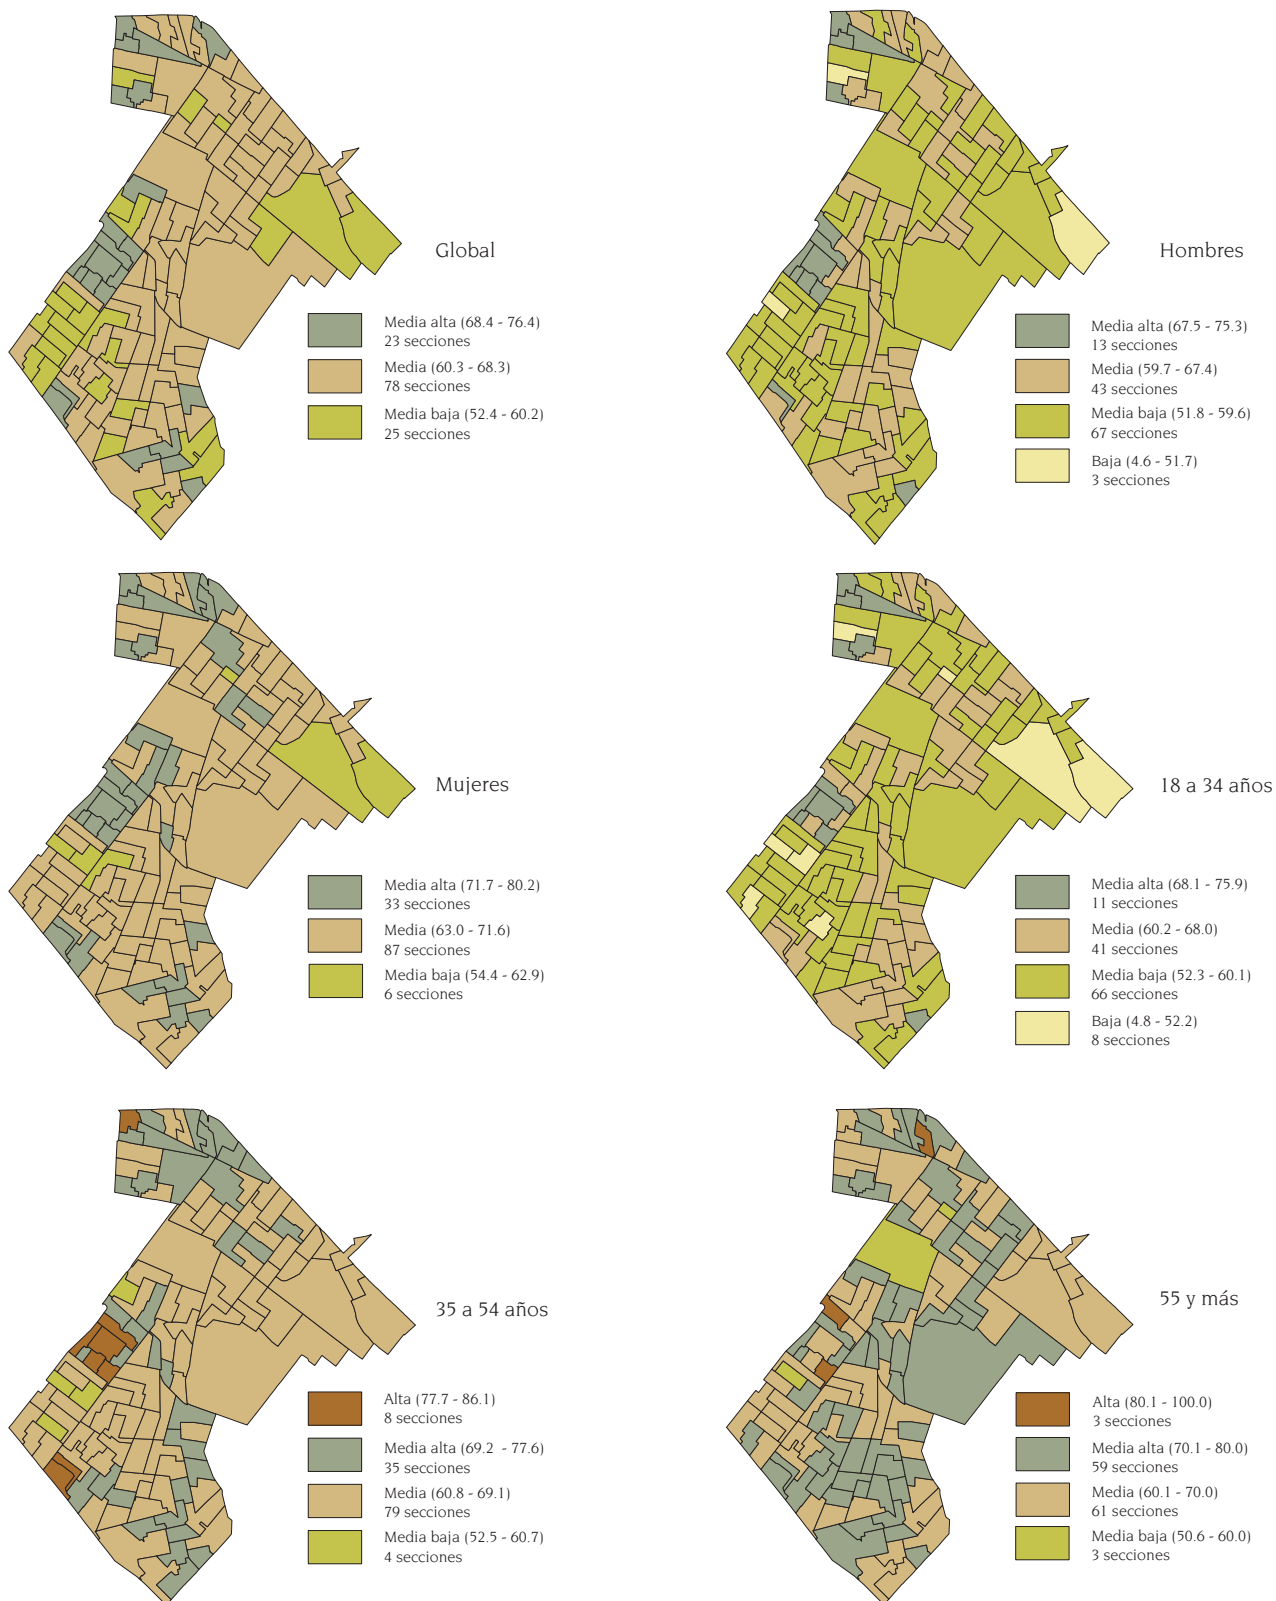 Global
Media alta (68.4 - 76.4)
23 secciones
Media (60.3 - 68.3)
78 secciones
Media baja (52.4 - 60.2)
25 secciones
Hombres
Media alta (67.5 - 75.3)
13 secciones
Media (59.7 - 67.4)
43 secciones
Media baja (51.8 - 59.6)
67 secciones
Baja (4.6 - 51.7)
3 secciones
Mujeres
Media alta (71.7 - 80.2)
33 secciones
Media (63.0 - 71.6)
87 secciones
Media baja (54.4 - 62.9)
6 secciones
18 a 34 años
Media alta (68.1 - 75.9)
11 secciones
Media (60.2 - 68.0)
41 secciones
Media baja (52.3 - 60.1)
66 secciones
Baja (4.8 - 52.2)
8 secciones
35 a 54 años
Alta (77.7 - 86.1)
8 secciones
Media alta (69.2 - 77.6)
35 secciones
Media (60.8 - 69.1)
79 secciones
Media baja (52.5 - 60.7)
4 secciones
55 y más
Alta (80.1 - 100.0)
3 secciones
Media alta (70.1 - 80.0)
59 secciones
Media (60.1 - 70.0)
61 secciones
Media baja (50.6 - 60.0)
3 secciones